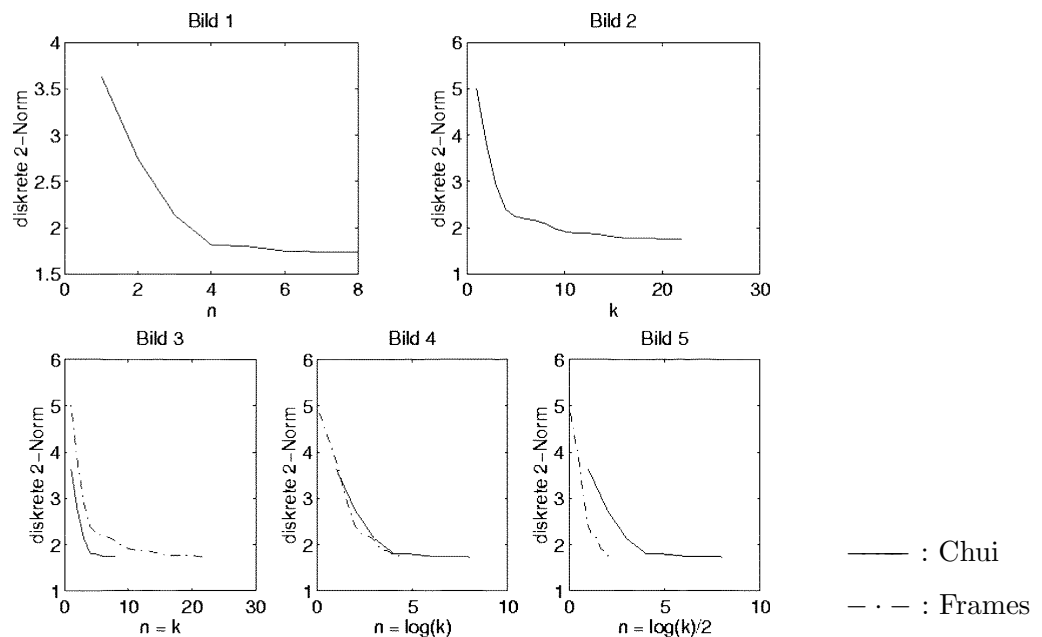 Bild 1
4
3.5
3
2.5
2
1.5
diskrete 2-Norm
0 2 4 6 8
n
Bild 2
6
5
4
3
2
1
diskrete 2-Norm
0 10 20 30
k
Bild 3
6
5
4
3
2
1
diskrete 2-Norm
0 10 20 30
n = k
Bild 4
6
5
4
3
2
1
diskrete 2-Norm
0 5 10
n = log(k)
Bild 5
6
5
4
3
2
1
diskrete 2-Norm
0 5 10
n = log(k)/2
: Chui
: Frames